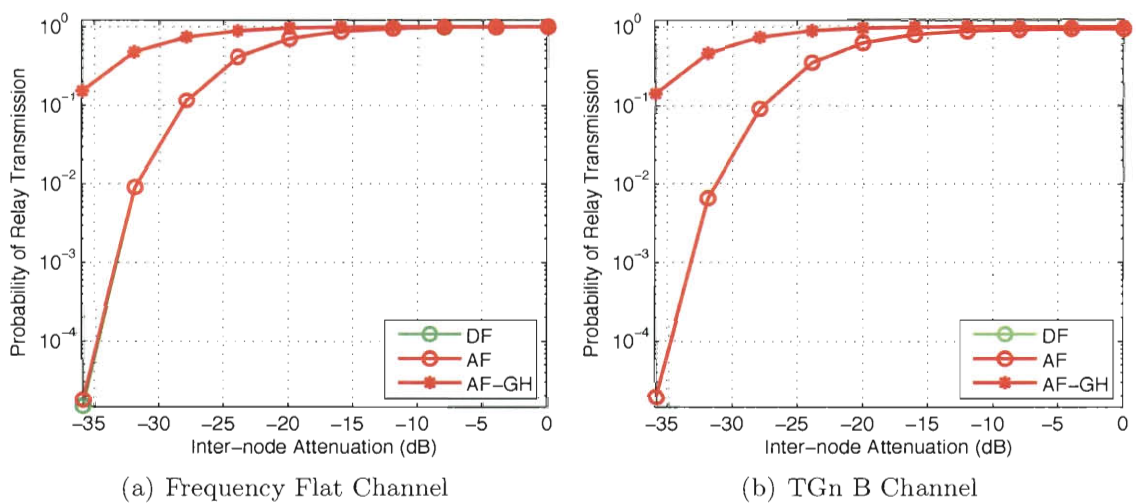 Probability of Relay Transmission
10^0
10^-1
10^-2
10^-3
10^-4
−35 −30 −25 −20 −15 −10 −5 0
Inter−node Attenuation (dB)
DF
AF
AF−GH
(a) Frequency Flat Channel
Probability of Relay Transmission
10^0
10^-1
10^-2
10^-3
10^-4
−35 −30 −25 −20 −15 −10 −5 0
Inter−node Attenuation (dB)
DF
AF
AF−GH
(b) TGn B Channel